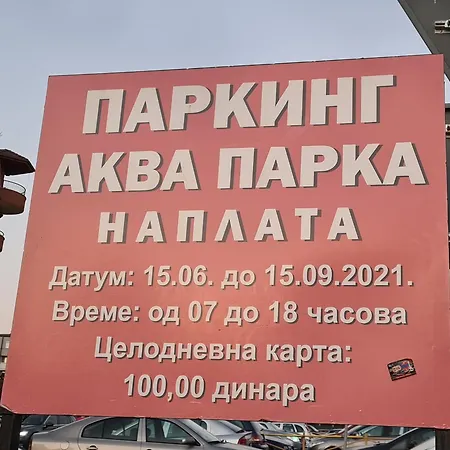 ПАРКИНГ
АКВА ПАРКА
НАПЛАТА
Датум: 15.06. до 15.09.2021.
Време: од 07 до 18 часова
Целодневна карта:
100,00 динара